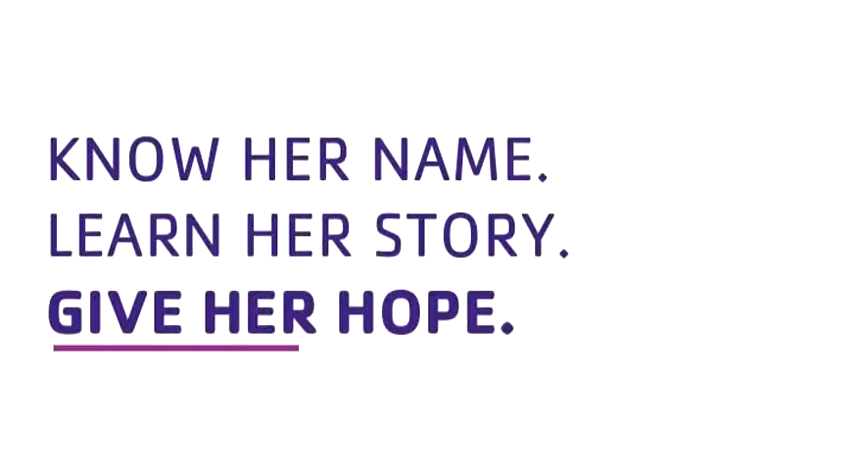 KNOW HER NAME.
LEARN HER STORY.
GIVE HER HOPE.